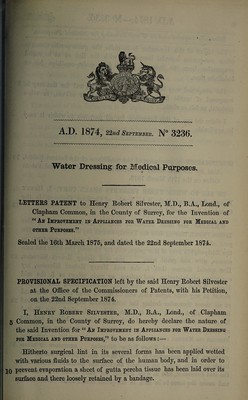 A.D. 1874, 22nd SEPTEMBER. Nº 3236.
Water Dressing for Medical Purposes.
LETTERS PATENT to Henry Robert Silvester, M.D., B.A., Lond., of
Clapham Common, in the County of Surrey, for the Invention of
"AN IMPROVEMENT IN APPLIANCES FOR WATER DRESSING FOR MEDICAL AND
OTHER PURPOSES."
Sealed the 16th March 1875, and dated the 22nd September 1874.
PROVISIONAL SPECIFICATION left by the said Henry Robert Silvester
at the Office of the Commissioners of Patents, with his Petition,
on the 22nd September 1874.
I, HENRY ROBERT SILVESTER, M.D., B.A., Lond., of Clapham
5 Common, in the County of Surrey, do hereby declare the nature of
the said Invention for "AN IMPROVEMENT IN APPLIANCES FOR WATER DRESSING
FOR MEDICAL AND OTHER PURPOSES," to be as follows:—
Hitherto surgical lint in its several forms has been applied wetted
with various fluids to the surface of the human body, and in order to
10 prevent evaporation a sheet of gutta percha tissue has been laid over its
surface and there loosely retained by a bandage.